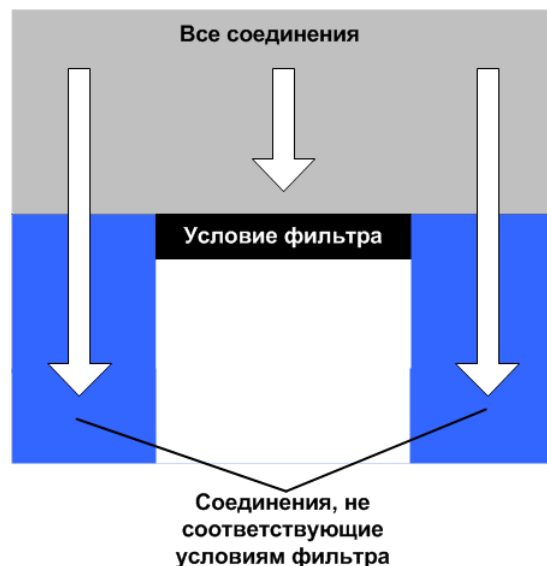 Все соединения
Условие фильтра
Соединения, не
соответствующие
условиям фильтра